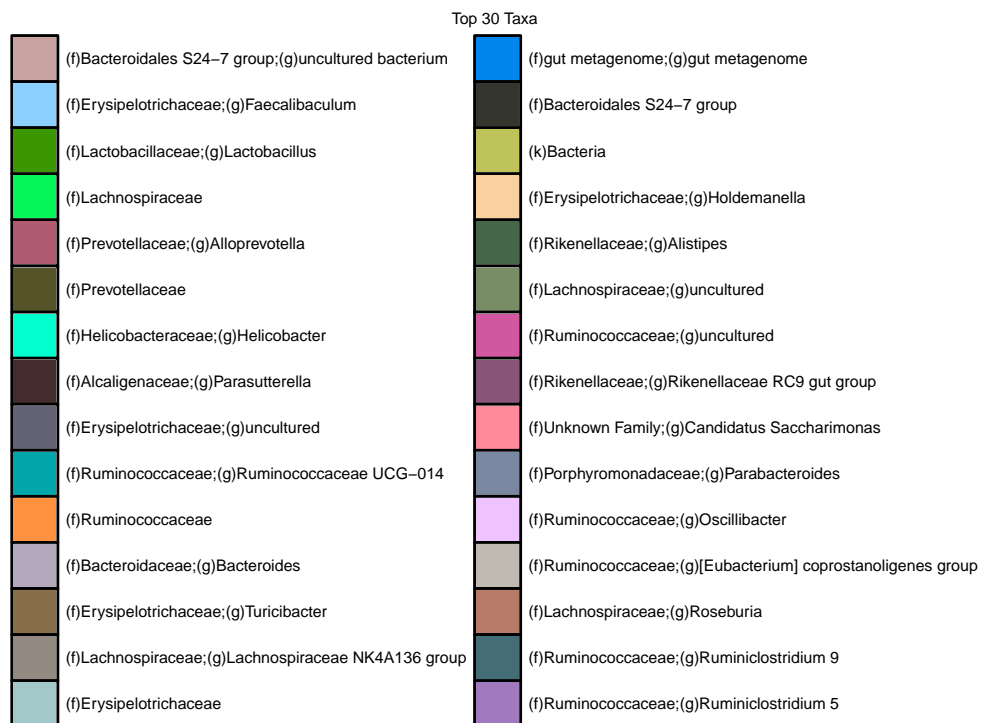 Top 30 Taxa
(f)Bacteroidales S24−7 group;(g)uncultured bacterium
(f)Erysipelotrichaceae;(g)Faecalibaculum
(f)Lactobacillaceae;(g)Lactobacillus
(f)Lachnospiraceae
(f)Prevotellaceae;(g)Alloprevotella
(f)Prevotellaceae
(f)Helicobacteraceae;(g)Helicobacter
(f)Alcaligenaceae;(g)Parasutterella
(f)Erysipelotrichaceae;(g)uncultured
(f)Ruminococcaceae;(g)Ruminococcaceae UCG−014
(f)Ruminococcaceae
(f)Bacteroidaceae;(g)Bacteroides
(f)Erysipelotrichaceae;(g)Turicibacter
(f)Lachnospiraceae;(g)Lachnospiraceae NK4A136 group
(f)Erysipelotrichaceae
(f)gut metagenome;(g)gut metagenome
(f)Bacteroidales S24−7 group
(k)Bacteria
(f)Erysipelotrichaceae;(g)Holdemanella
(f)Rikenellaceae;(g)Alistipes
(f)Lachnospiraceae;(g)uncultured
(f)Ruminococcaceae;(g)uncultured
(f)Rikenellaceae;(g)Rikenellaceae RC9 gut group
(f)Unknown Family;(g)Candidatus Saccharimonas
(f)Porphyromonadaceae;(g)Parabacteroides
(f)Ruminococcaceae;(g)Oscillibacter
(f)Ruminococcaceae;(g)[Eubacterium] coprostanoligenes group
(f)Lachnospiraceae;(g)Roseburia
(f)Ruminococcaceae;(g)Ruminiclostridium 9
(f)Ruminococcaceae;(g)Ruminiclostridium 5